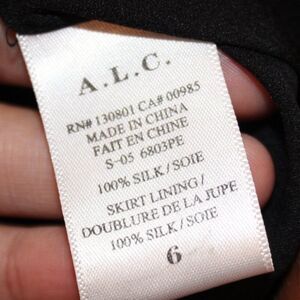 A.L.C.
RN# 130801 CA# 00985
MADE IN CHINA
FAIT EN CHINE
S-05 6803PE
100% SILK/SOIE
SKIRT LINING/
DOUBLURE DE LA JUPE
100% SILK/SOIE
6